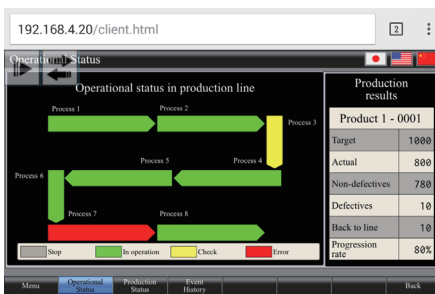 192.168.4.20/client.html
2
Operational Status
Operational status in production line
Process 1
Process 2
Process 3
Process 4
Process 5
Process 6
Process 7
Process 8
Stop
In operation
Check
Error
Production
results
Product 1 - 0001
Target 1000
Actual 800
Non-defectives 780
Defectives 10
Back to line 10
Progression
rate 80%
Menu
Operational
Status
Production
Status
Event
History
Back